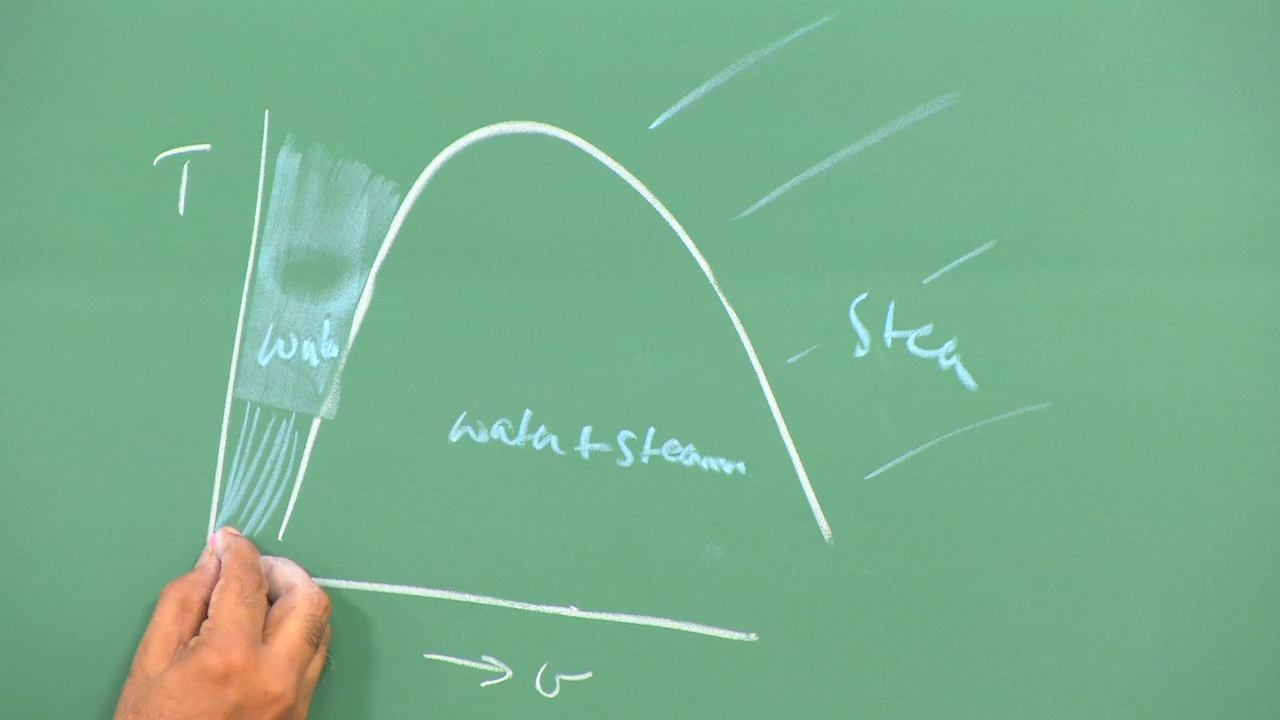 T
wate
Stea
water + steam
→ v